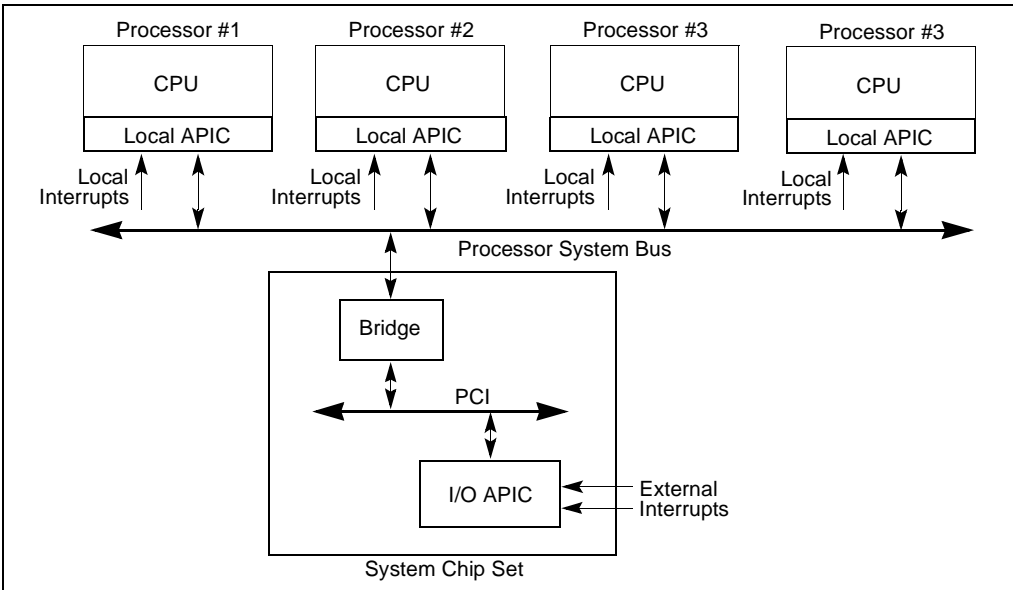 Processor #1
Processor #2
Processor #3
Processor #3
CPU
CPU
CPU
CPU
Local APIC
Local APIC
Local APIC
Local APIC
Local
Interrupts
Local
Interrupts
Local
Interrupts
Local
Interrupts
Processor System Bus
Bridge
PCI
I/O APIC
External
Interrupts
System Chip Set